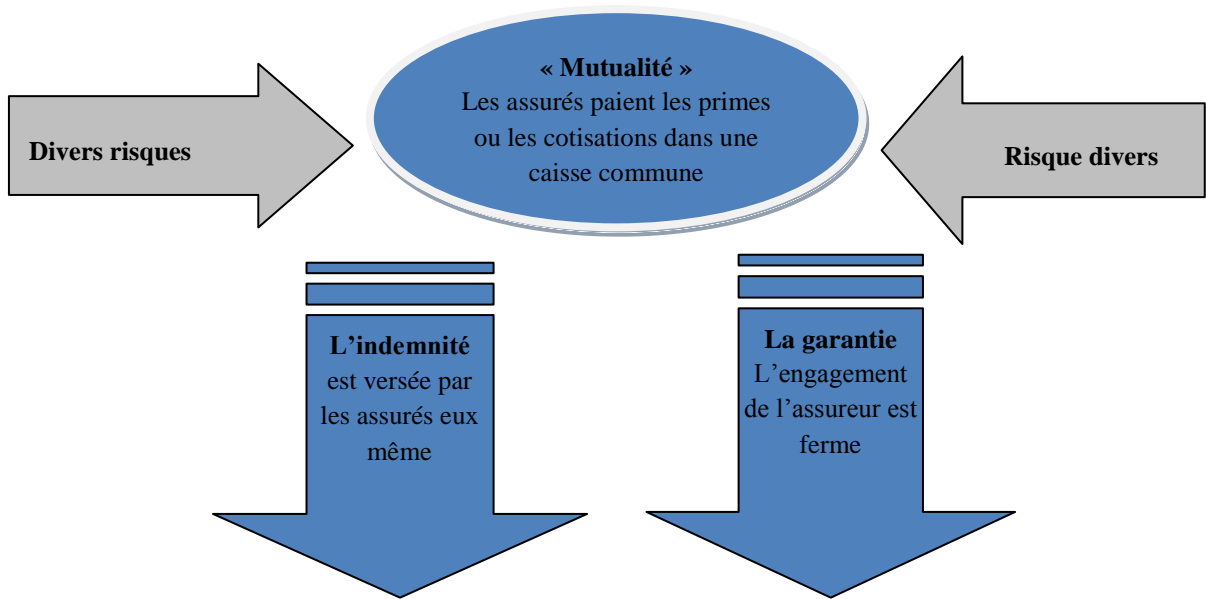 « Mutualité »
Les assurés paient les primes
ou les cotisations dans une
caisse commune
Divers risques
Risque divers
L’indemnité
est versée par
les assurés eux
même
La garantie
L’engagement
de l’assureur est
ferme